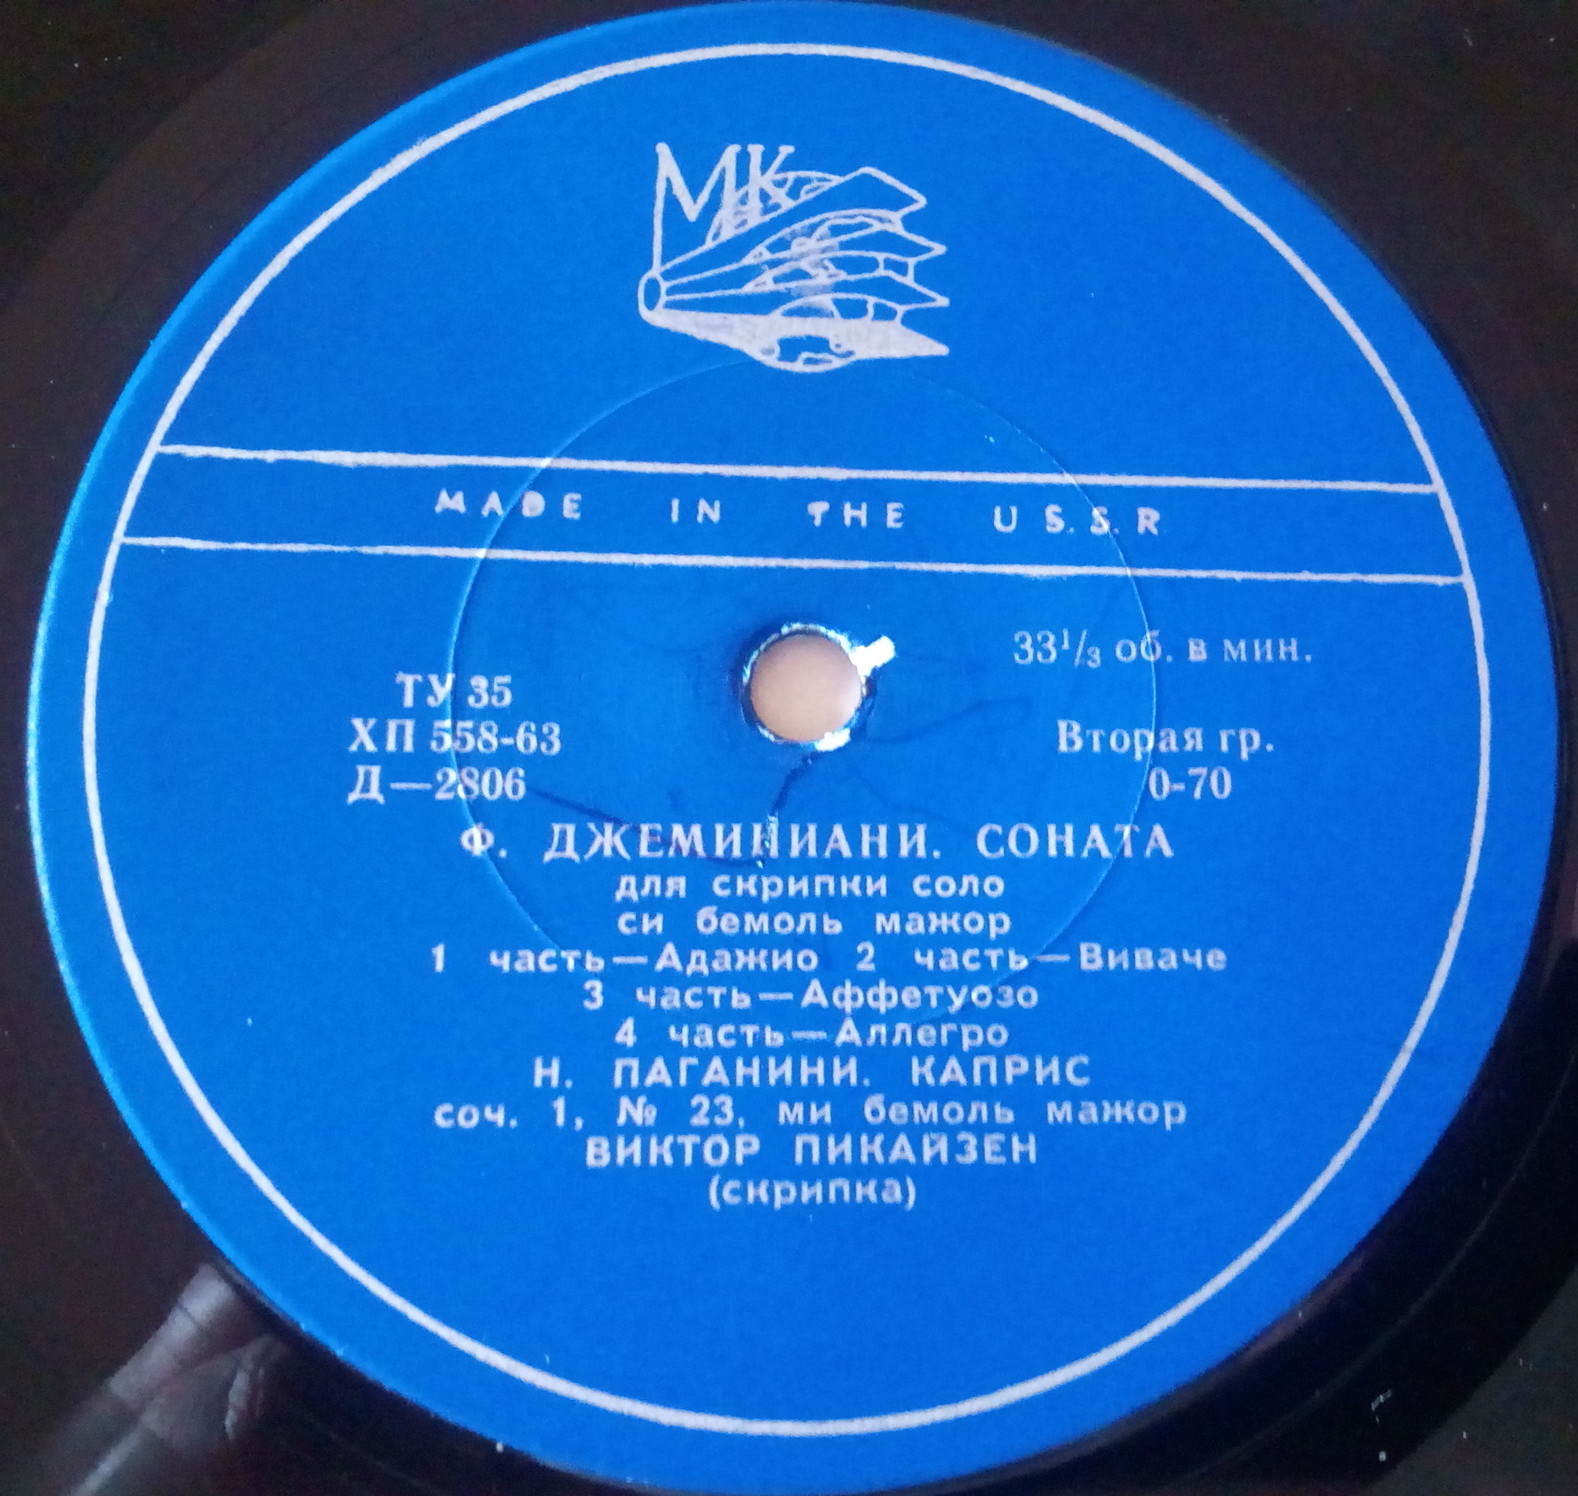 МК
MADE IN THE U S.S.R
33¹/₃ об. в мин.
ТУ 35
ХП 558-63
Д—2806
Вторая гр.
0-70
Ф. ДЖЕМИНИАНИ. СОНАТА
для скрипки соло
си бемоль мажор
1 часть—Адажио 2 часть—Виваче
3 часть—Аффетуозо
4 часть—Аллегро
Н. ПАГАНИНИ. КАПРИС
соч. 1, № 23, ми бемоль мажор
ВИКТОР ПИКАЙЗЕН
(скрипка)